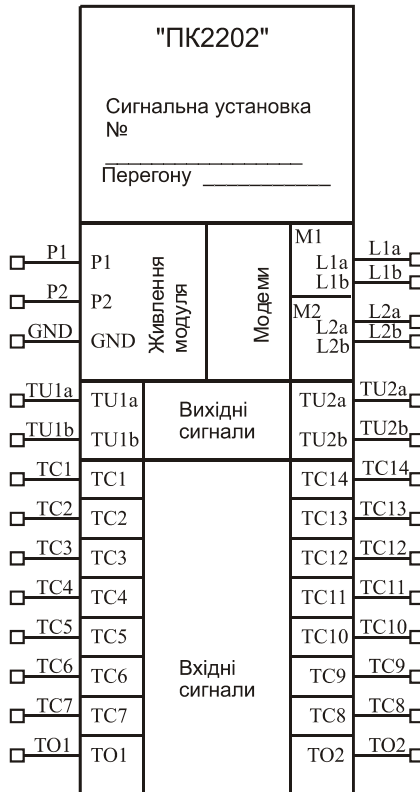 "ПК2202"
Сигнальна установка
№
Перегону
P1 P1 Живлення модуля Модеми M1 L1a L1a
L1b L1b
P2 P2 M2 L2a L2a
GND GND L2b L2b
TU1a TU1a Вихідні TU2a TU2a
TU1b TU1b сигнали TU2b TU2b
TC1 TC1 TC14 TC14
TC2 TC2 TC13 TC13
TC3 TC3 TC12 TC12
TC4 TC4 TC11 TC11
TC5 TC5 TC10 TC10
TC6 TC6 Вхідні TC9 TC9
TC7 TC7 сигнали TC8 TC8
TO1 TO1 TO2 TO2